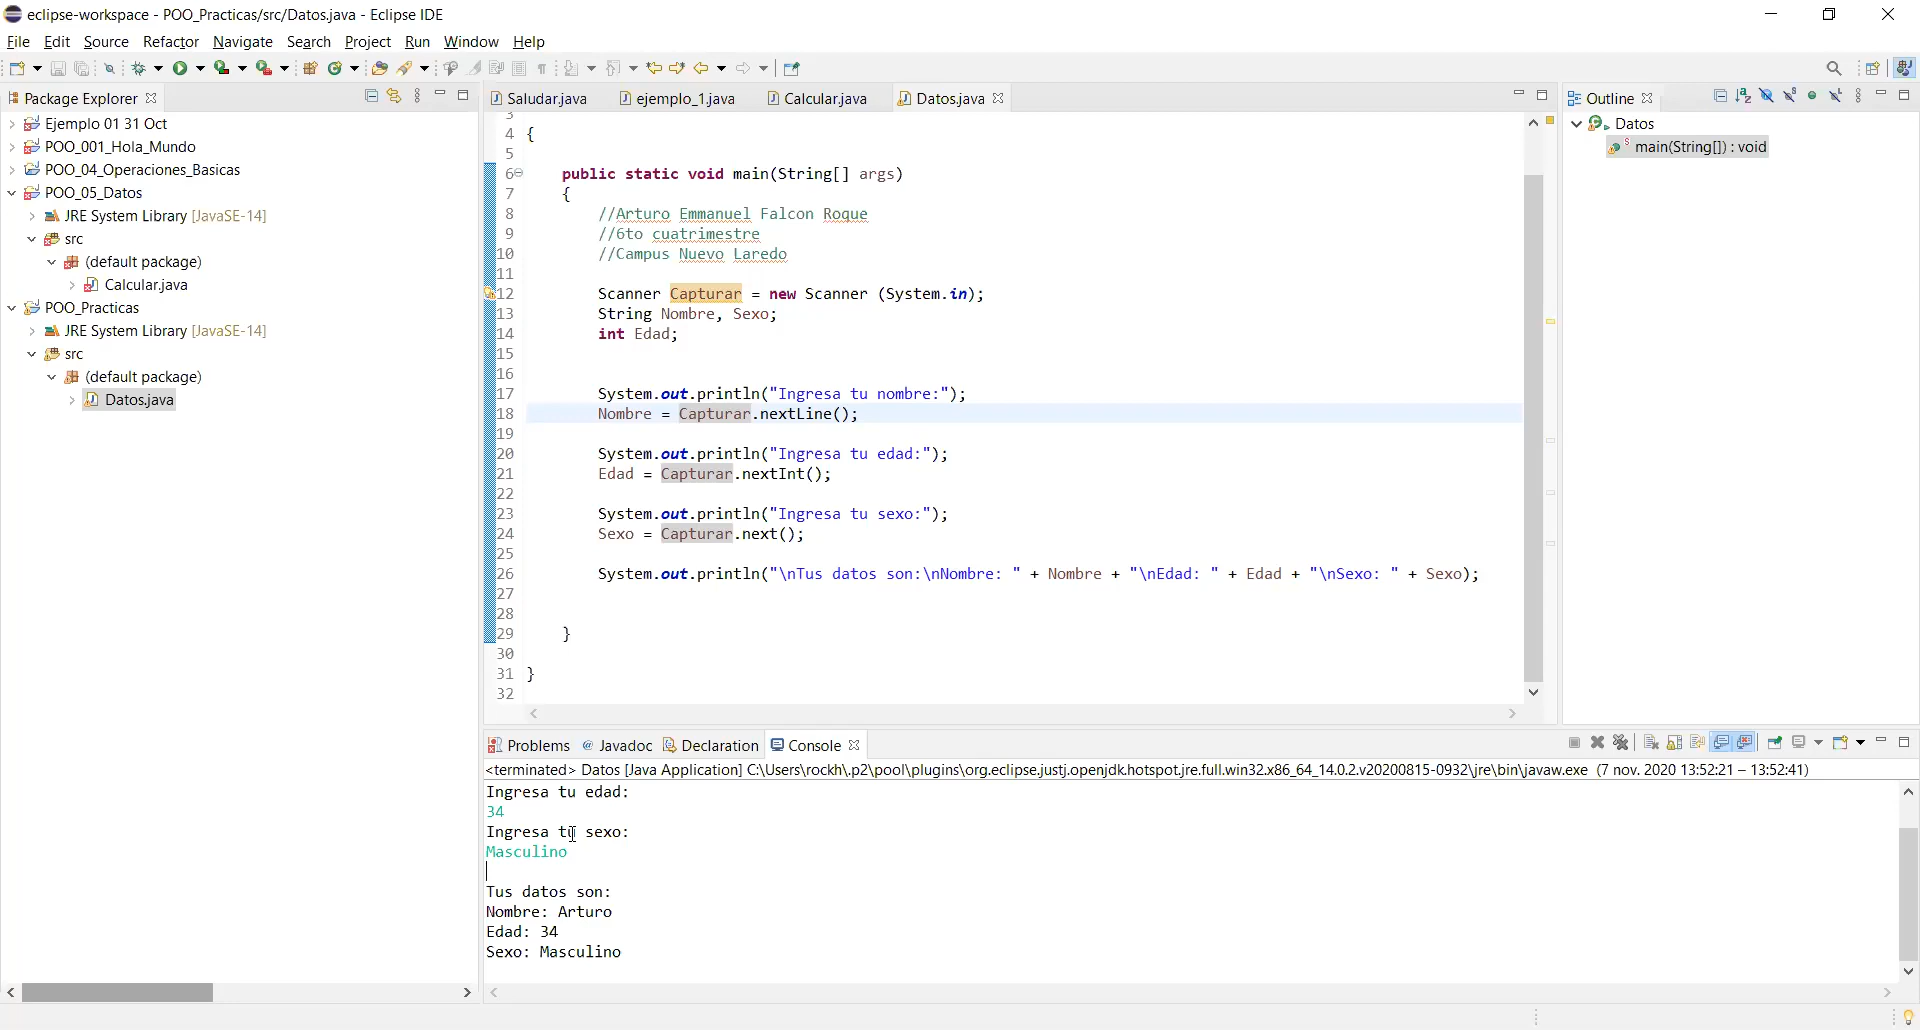 eclipse-workspace - POO_Practicas/src/Datos.java - Eclipse IDE
File Edit Source Refactor Navigate Search Project Run Window Help
Package Explorer
Ejemplo 01 31 Oct
POO_001_Hola_Mundo
POO_04_Operaciones_Basicas
POO_05_Datos
JRE System Library [JavaSE-14]
src
(default package)
Calcular.java
POO_Practicas
JRE System Library [JavaSE-14]
src
(default package)
Datos.java
Saludar.java ejemplo_1.java Calcular.java Datos.java
3
4 {
5
6 public static void main(String[] args)
7 {
8 //Arturo Emmanuel Falcon Roque
9 //6to cuatrimestre
10 //Campus Nuevo Laredo
11
12 Scanner Capturar = new Scanner (System.in);
13 String Nombre, Sexo;
14 int Edad;
15
16
17 System.out.println("Ingresa tu nombre:");
18 Nombre = Capturar.nextLine();
19
20 System.out.println("Ingresa tu edad:");
21 Edad = Capturar.nextInt();
22
23 System.out.println("Ingresa tu sexo:");
24 Sexo = Capturar.next();
25
26 System.out.println("\nTus datos son:\nNombre: " + Nombre + "\nEdad: " + Edad + "\nSexo: " + Sexo);
27
28
29 }
30
31 }
32
Outline
Datos
main(String[]) : void
Problems Javadoc Declaration Console
<terminated> Datos [Java Application] C:\Users\rockh\.p2\pool\plugins\org.eclipse.justj.openjdk.hotspot.jre.full.win32.x86_64_14.0.2.v20200815-0932\jre\bin\javaw.exe (7 nov. 2020 13:52:21 – 13:52:41)
Ingresa tu edad:
34
Ingresa tu sexo:
Masculino
Tus datos son:
Nombre: Arturo
Edad: 34
Sexo: Masculino